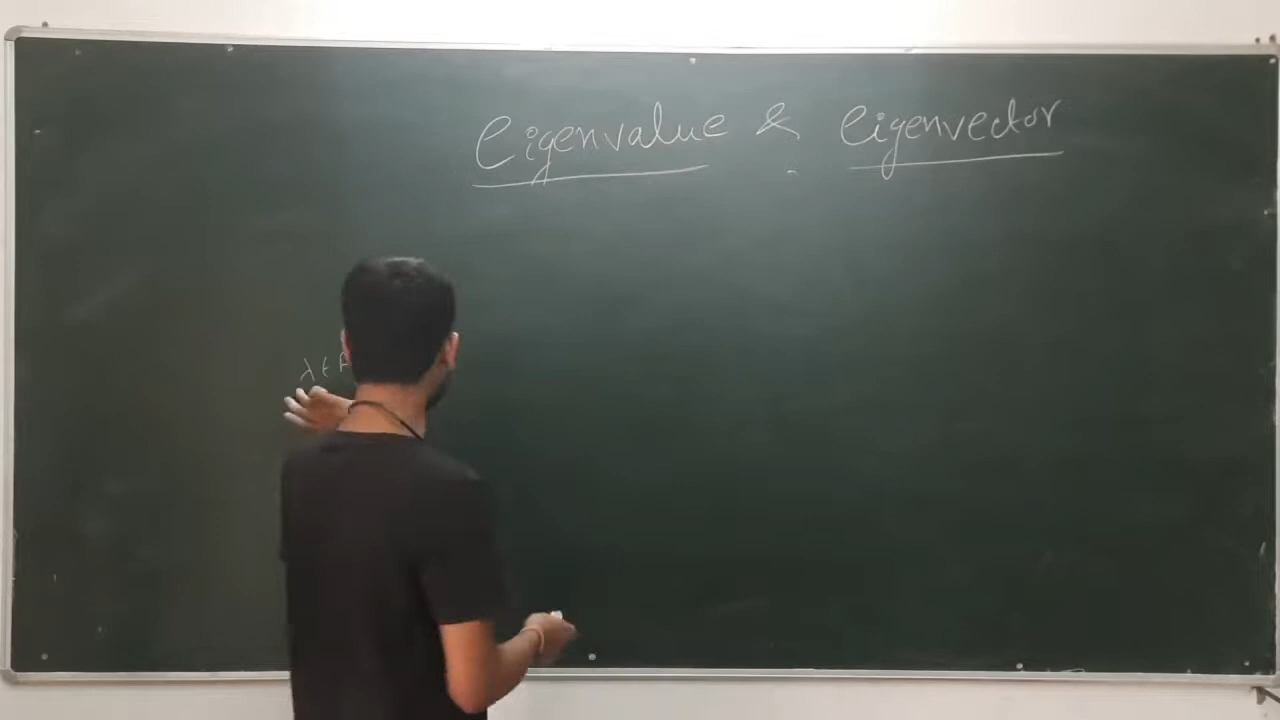 Eigenvalue & Eigenvector
λ ∈